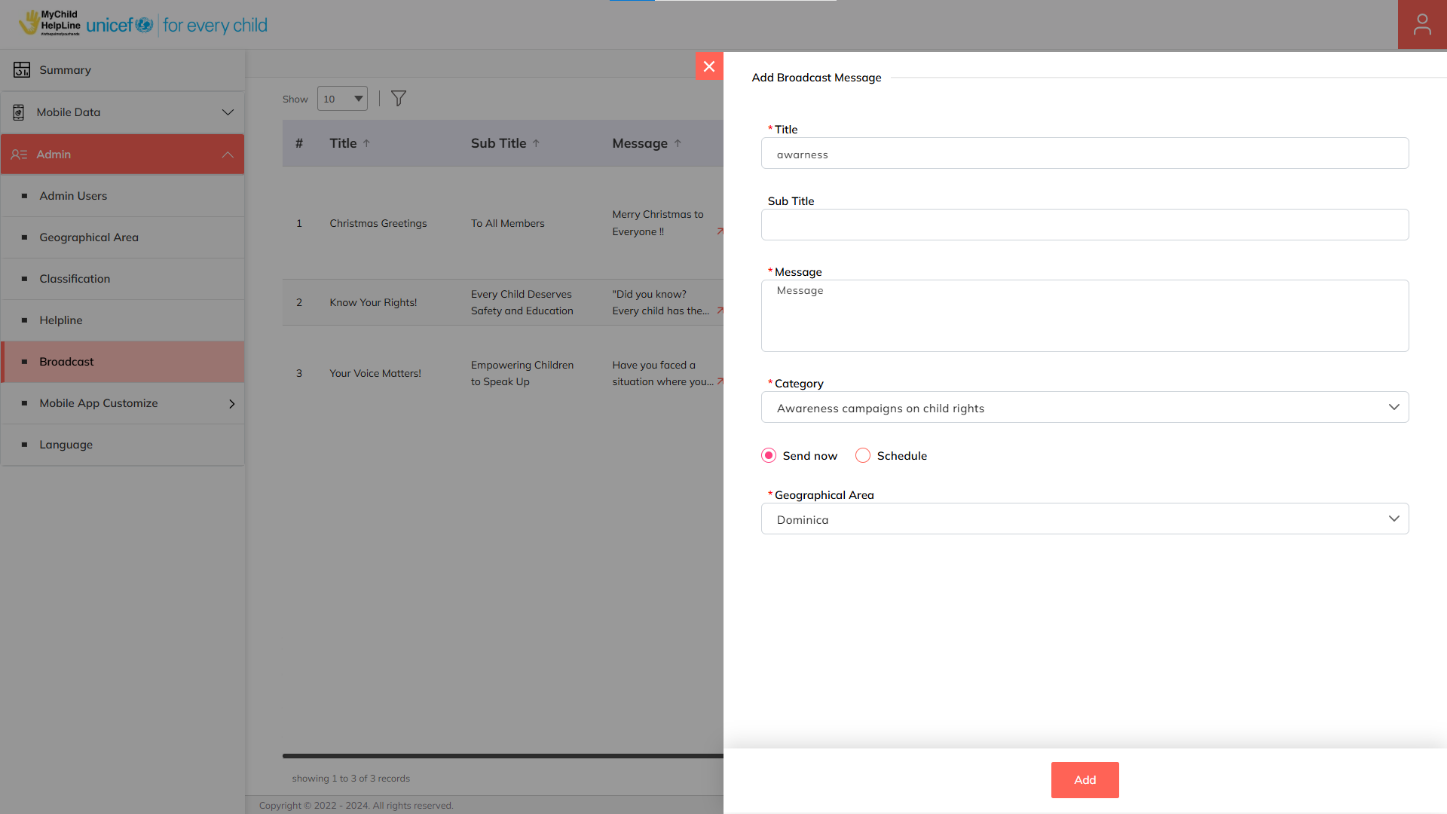 MyChild
HelpLine
unicef | for every child
Summary
Mobile Data
Admin
Admin Users
Geographical Area
Classification
Helpline
Broadcast
Mobile App Customize
Language
Show 10
# Title Sub Title Message
1 Christmas Greetings To All Members Merry Christmas to
Everyone !!
2 Know Your Rights! Every Child Deserves
Safety and Education "Did you know?
Every child has the...
3 Your Voice Matters! Empowering Children
to Speak Up Have you faced a
situation where you...
showing 1 to 3 of 3 records
Copyright © 2022 - 2024. All rights reserved.
Add Broadcast Message
* Title
awarness
Sub Title
* Message
Message
* Category
Awareness campaigns on child rights
Send now Schedule
* Geographical Area
Dominica
Add